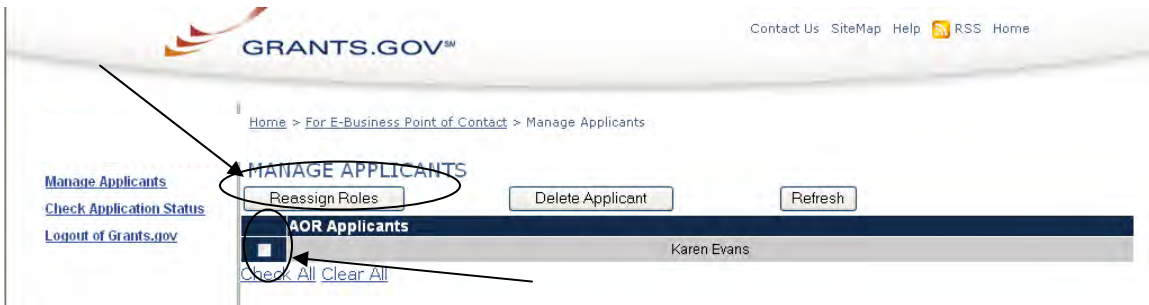 Contact Us SiteMap Help RSS Home
GRANTS.GOV℠
Home > For E-Business Point of Contact > Manage Applicants
MANAGE APPLICANTS
Manage Applicants
Check Application Status
Logout of Grants.gov
Reassign Roles Delete Applicant Refresh
AOR Applicants
Karen Evans
Check All Clear All